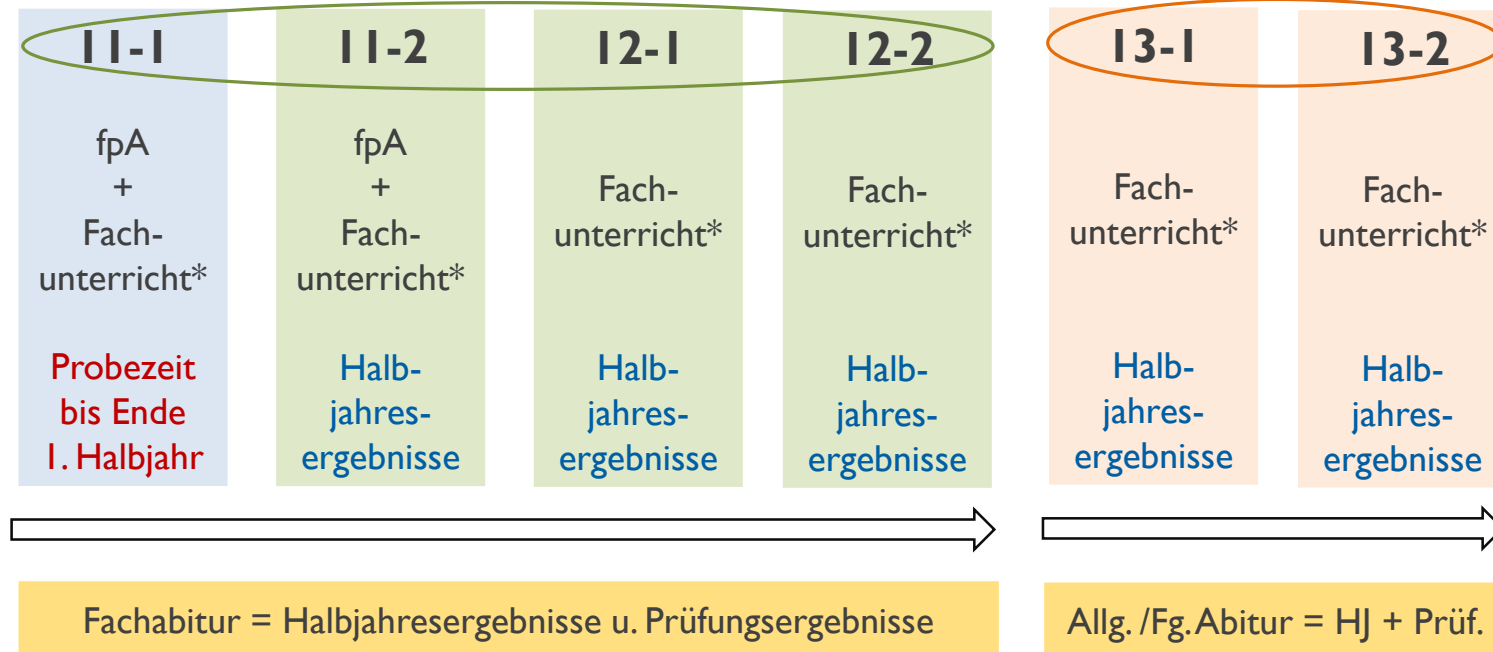 11-1
fpA
+
Fach-
unterricht*
Probezeit
bis Ende
1. Halbjahr
11-2
fpA
+
Fach-
unterricht*
Halb-
jahres-
ergebnisse
12-1
Fach-
unterricht*
Halb-
jahres-
ergebnisse
12-2
Fach-
unterricht*
Halb-
jahres-
ergebnisse
13-1
Fach-
unterricht*
Halb-
jahres-
ergebnisse
13-2
Fach-
unterricht*
Halb-
jahres-
ergebnisse
Fachabitur = Halbjahresergebnisse u. Prüfungsergebnisse
Allg. /Fg. Abitur = HJ + Prüf.